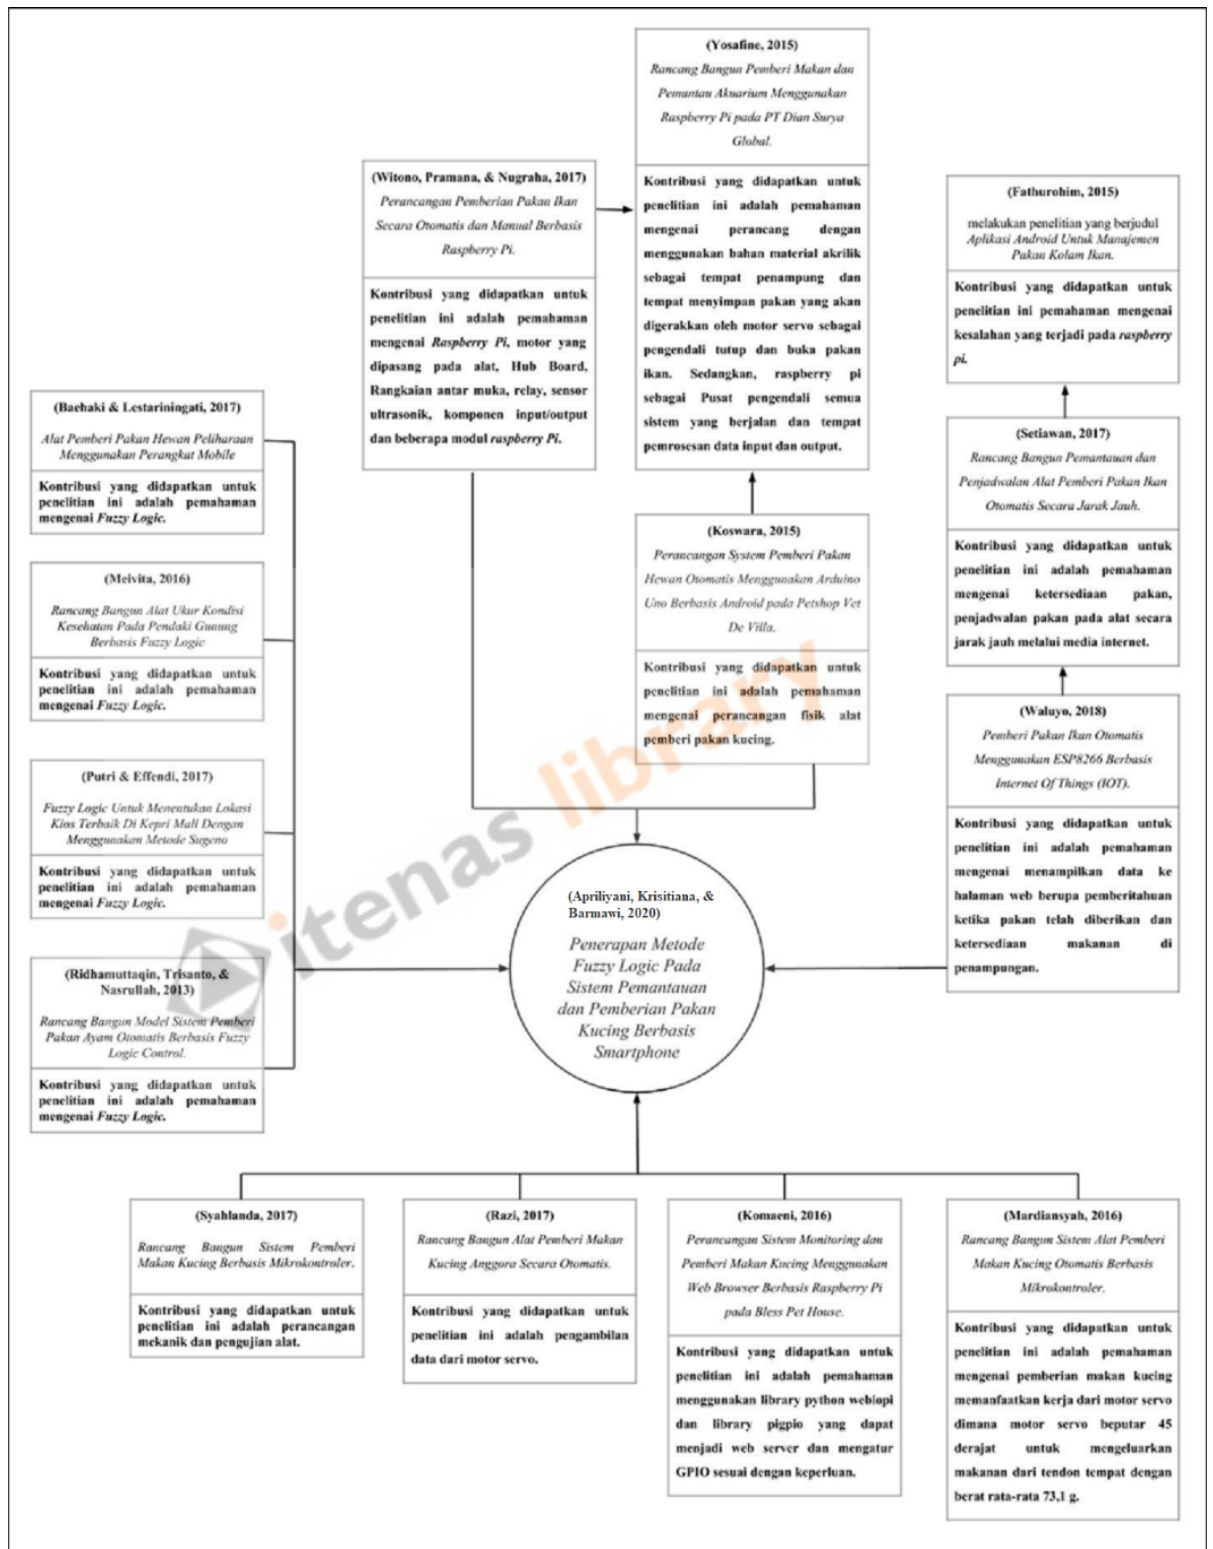 (Yosafine, 2015)
Rancang Bangun Pemberi Makan dan
Pemantau Akuarium Menggunakan
Raspberry Pi pada PT Dian Surya
Global.
Kontribusi yang didapatkan untuk
penelitian ini adalah pemahaman
mengenai perancang dengan
menggunakan bahan material akrilik
sebagai tempat penampung dan
tempat menyimpan pakan yang akan
digerakkan oleh motor servo sebagai
pengendali tutup dan buka pakan
ikan. Sedangkan, raspberry pi
sebagai Pusat pengendali semua
sistem yang berjalan dan tempat
pemrosesan data input dan output.
(Witono, Pramana, & Nugraha, 2017)
Perancangan Pemberian Pakan Ikan
Secara Otomatis dan Manual Berbasis
Raspberry Pi.
Kontribusi yang didapatkan untuk
penelitian ini adalah pemahaman
mengenai Raspberry Pi, motor yang
dipasang pada alat, Hub Board,
Rangkaian antar muka, relay, sensor
ultrasonik, komponen input/output
dan beberapa modul raspberry Pi.
(Fathurohim, 2015)
melakukan penelitian yang berjudul
Aplikasi Android Untuk Manajemen
Pakan Kolam Ikan.
Kontribusi yang didapatkan untuk
penelitian ini pemahaman mengenai
kesalahan yang terjadi pada raspberry
pi.
(Baehaki & Lestariningati, 2017)
Alat Pemberi Pakan Hewan Peliharaan
Menggunakan Perangkat Mobile
Kontribusi yang didapatkan untuk
penelitian ini adalah pemahaman
mengenai Fuzzy Logic.
(Meivita, 2016)
Rancang Bangun Alat Ukur Kondisi
Kesehatan Pada Pendaki Gunung
Berbasis Fuzzy Logic
Kontribusi yang didapatkan untuk
penelitian ini adalah pemahaman
mengenai Fuzzy Logic.
(Putri & Effendi, 2017)
Fuzzy Logic Untuk Menentukan Lokasi
Kios Terbaik Di Kepri Mall Dengan
Menggunakan Metode Sugeno
Kontribusi yang didapatkan untuk
penelitian ini adalah pemahaman
mengenai Fuzzy Logic.
(Ridhamuttaqin, Trisanto, &
Nasrullah, 2013)
Rancang Bangun Model Sistem Pemberi
Pakan Ayam Otomatis Berbasis Fuzzy
Logic Control.
Kontribusi yang didapatkan untuk
penelitian ini adalah pemahaman
mengenai Fuzzy Logic.
(Koswara, 2015)
Perancangan System Pemberi Pakan
Hewan Otomatis Menggunakan Arduino
Uno Berbasis Android pada Petshop Vet
De Villa.
Kontribusi yang didapatkan untuk
penelitian ini adalah pemahaman
mengenai perancangan fisik alat
pemberi pakan kucing.
(Setiawan, 2017)
Rancang Bangun Pemantauan dan
Penjadwalan Alat Pemberi Pakan Ikan
Otomatis Secara Jarak Jauh.
Kontribusi yang didapatkan untuk
penelitian ini adalah pemahaman
mengenai ketersediaan pakan,
penjadwalan pakan pada alat secara
jarak jauh melalui media internet.
(Waluyo, 2018)
Pemberi Pakan Ikan Otomatis
Menggunakan ESP8266 Berbasis
Internet Of Things (IOT).
Kontribusi yang didapatkan untuk
penelitian ini adalah pemahaman
mengenai menampilkan data ke
halaman web berupa pemberitahuan
ketika pakan telah diberikan dan
ketersediaan makanan di
penampungan.
(Apriliyani, Krisitiana, &
Barmawi, 2020)
Penerapan Metode
Fuzzy Logic Pada
Sistem Pemantauan
dan Pemberian Pakan
Kucing Berbasis
Smartphone
itenas library
(Syahlanda, 2017)
Rancang Bangun Sistem Pemberi
Makan Kucing Berbasis Mikrokontroler.
Kontribusi yang didapatkan untuk
penelitian ini adalah perancangan
mekanik dan pengujian alat.
(Razi, 2017)
Rancang Bangun Alat Pemberi Makan
Kucing Anggora Secara Otomatis.
Kontribusi yang didapatkan untuk
penelitian ini adalah pengambilan
data dari motor servo.
(Komaeni, 2016)
Perancangan Sistem Monitoring dan
Pemberi Makan Kucing Menggunakan
Web Browser Berbasis Raspberry Pi
pada Bless Pet House.
Kontribusi yang didapatkan untuk
penelitian ini adalah pemahaman
menggunakan library python webiopi
dan library pigpio yang dapat
menjadi web server dan mengatur
GPIO sesuai dengan keperluan.
(Mardiansyah, 2016)
Rancang Bangun Sistem Alat Pemberi
Makan Kucing Otomatis Berbasis
Mikrokontroler.
Kontribusi yang didapatkan untuk
penelitian ini adalah pemahaman
mengenai pemberian makan kucing
memanfaatkan kerja dari motor servo
dimana motor servo beputar 45
derajat untuk mengeluarkan
makanan dari tendon tempat dengan
berat rata-rata 73,1 g.